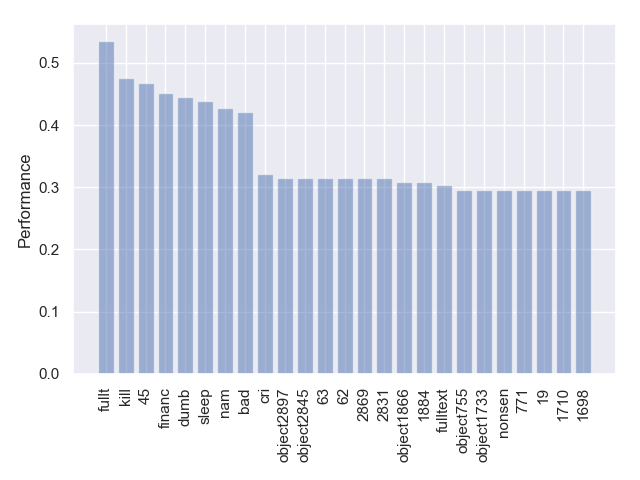 Performance
0.5
0.4
0.3
0.2
0.1
0.0
fullt
kill
45
financ
dumb
sleep
nam
bad
cri
object2897
object2845
63
62
2869
2831
object1866
1884
fulltext
object755
object1733
nonsen
771
19
1710
1698